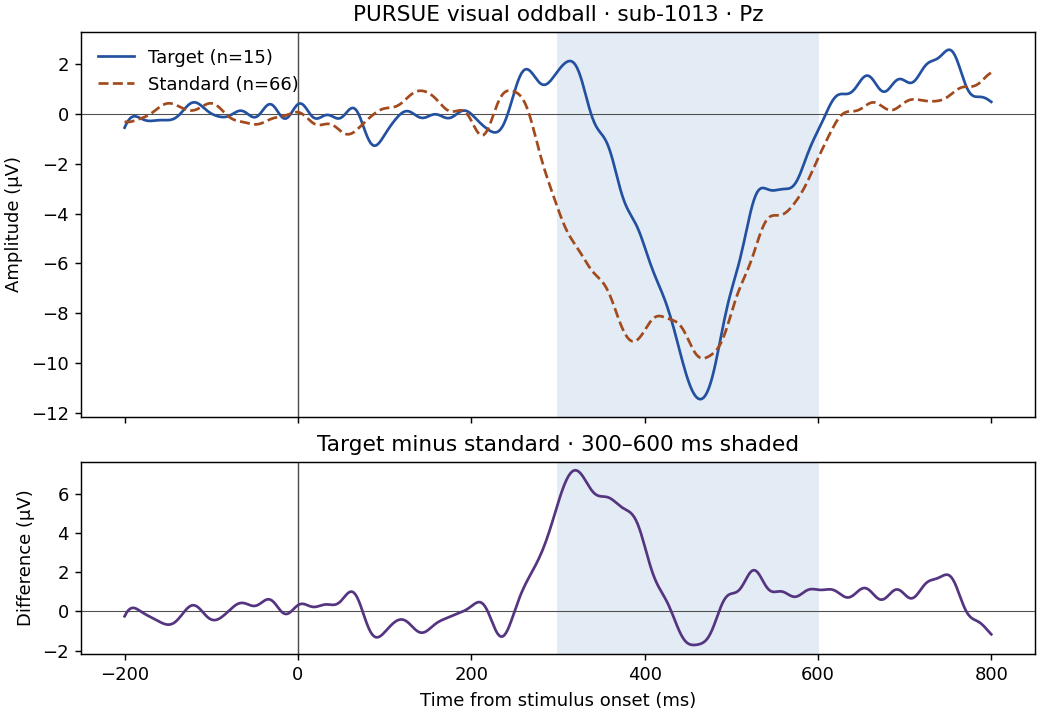 PURSUE visual oddball · sub-1013 · Pz
Target (n=15)
Standard (n=66)
Amplitude (µV)
2
0
−2
−4
−6
−8
−10
−12
Target minus standard · 300–600 ms shaded
Difference (µV)
6
4
2
0
−2
−200 0 200 400 600 800
Time from stimulus onset (ms)